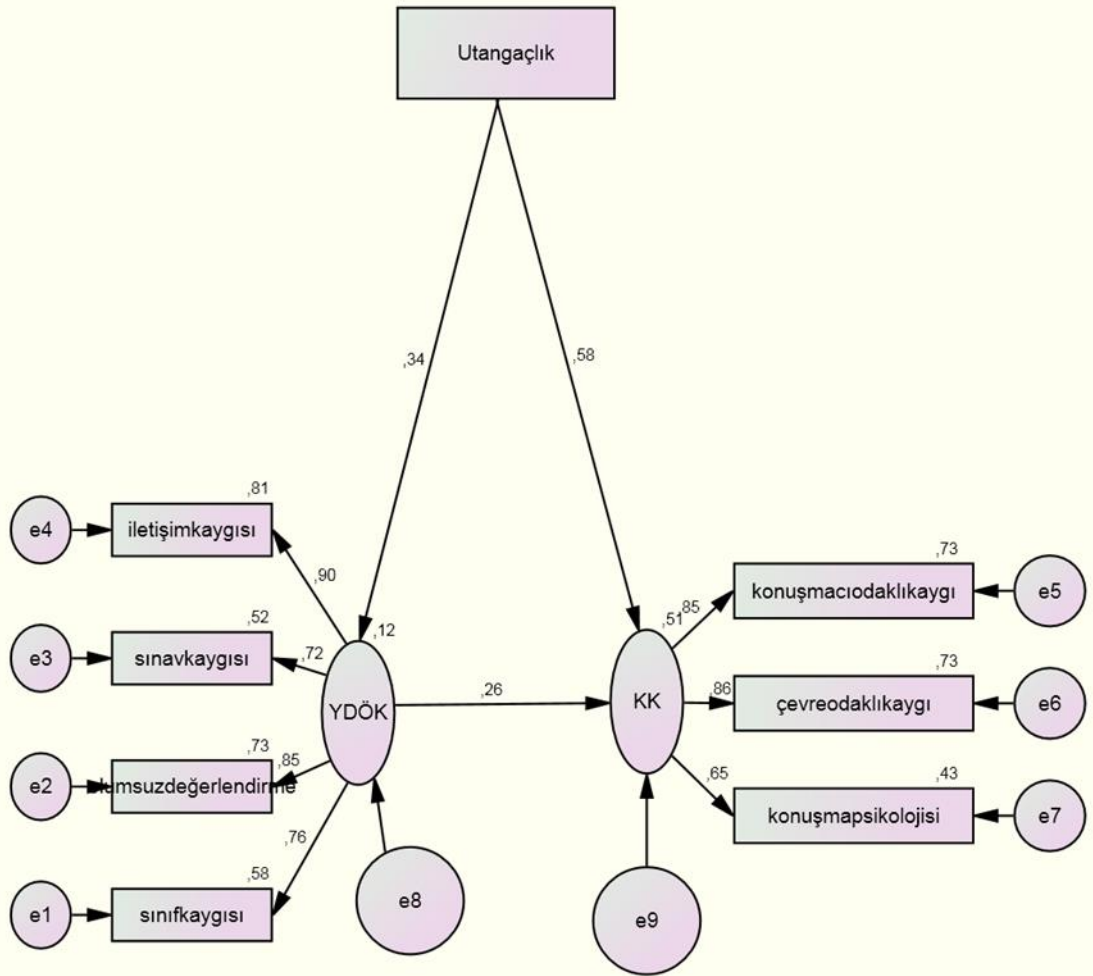 Utangaçlık
,34
,58
,81
e4
iletişimkaygısı
,90
,52
e3
sınavkaygısı
,72
,12
YDÖK
,26
,73
e2
lumsuzdeğerlendirme
,85
,76
,58
e1
sınıfkaygısı
e8
,51
KK
,85
,73
konuşmacıodaklıkaygı
e5
,86
,73
çevreodaklıkaygı
e6
,65
,43
konuşmapsikolojisi
e7
e9